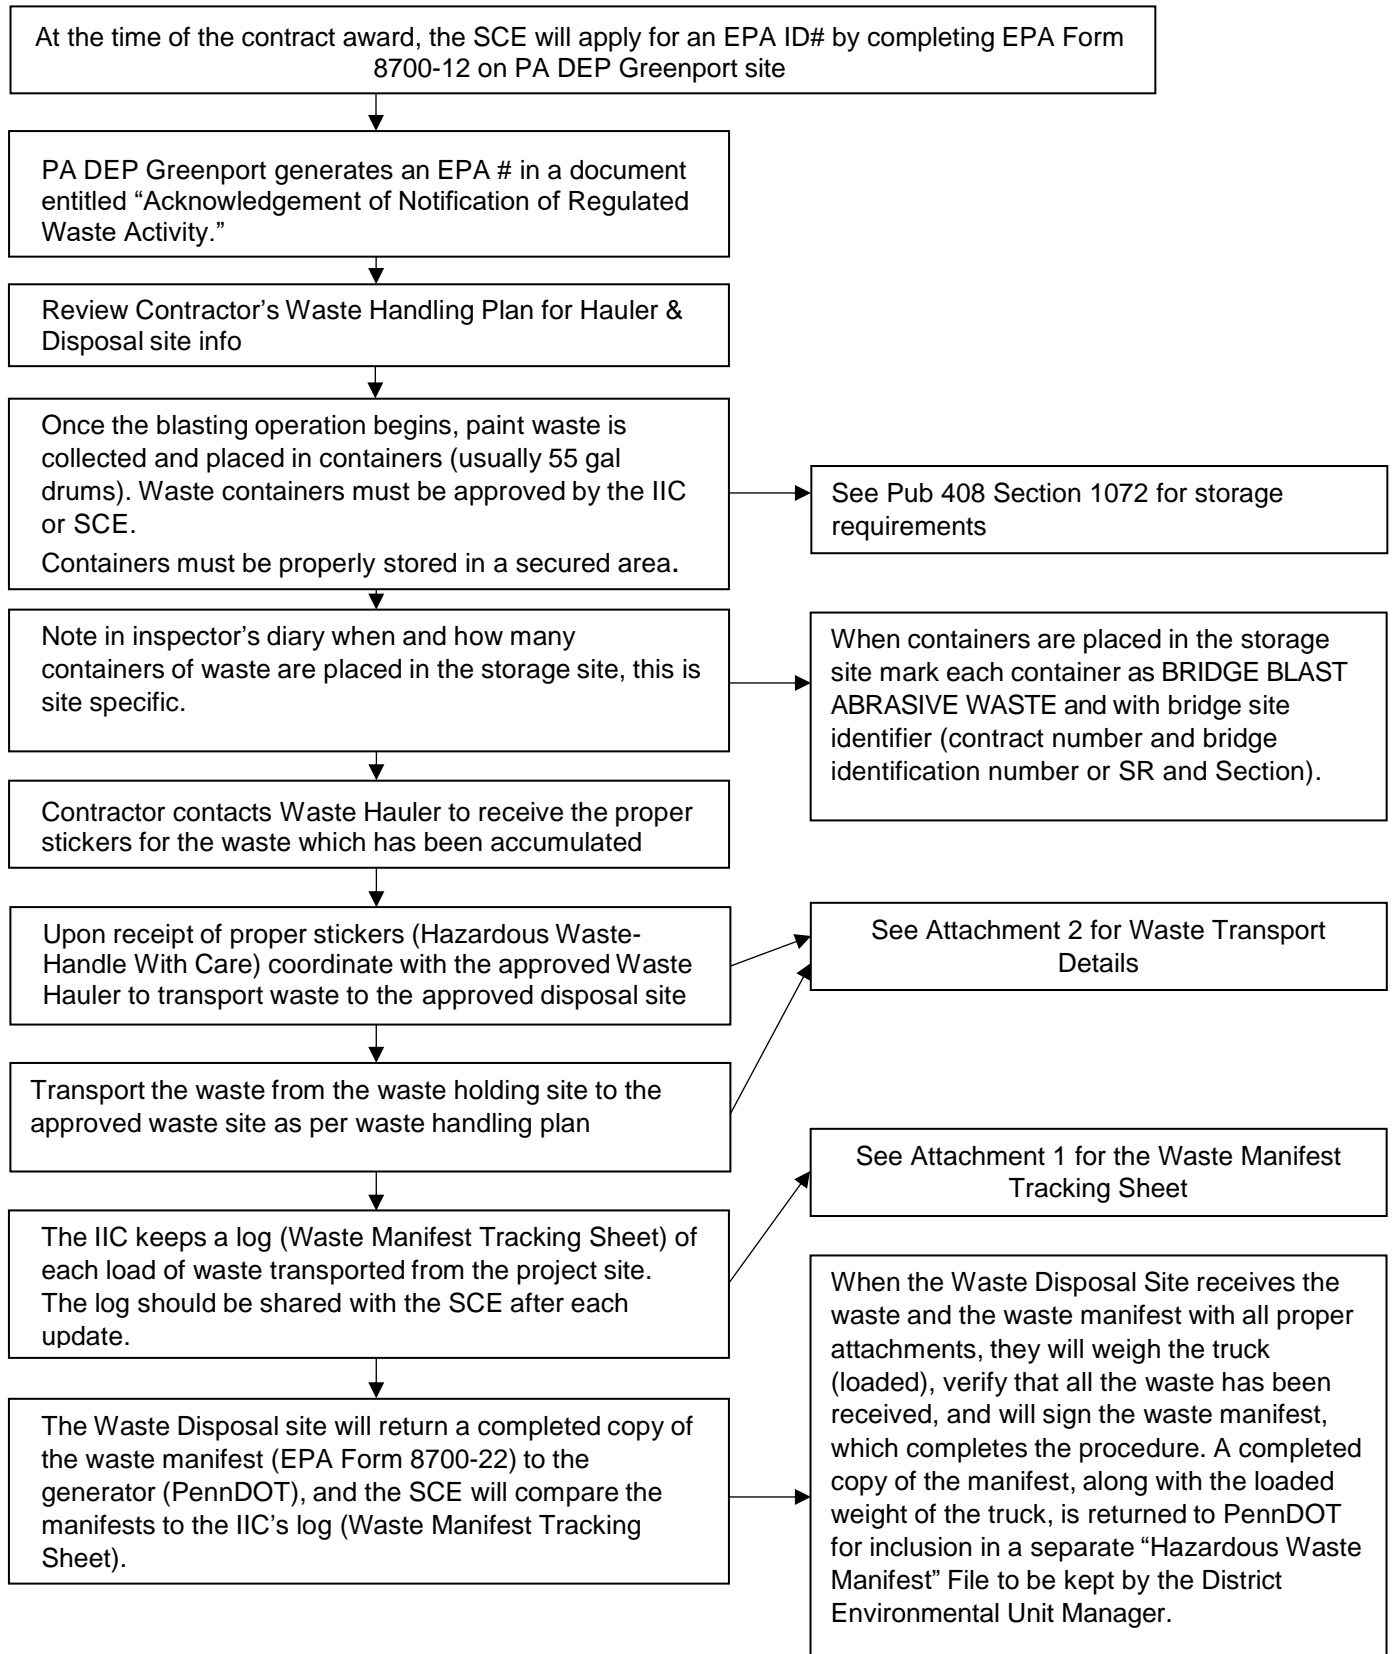 At the time of the contract award, the SCE will apply for an EPA ID# by completing EPA Form
8700-12 on PA DEP Greenport site
PA DEP Greenport generates an EPA # in a document
entitled “Acknowledgement of Notification of Regulated
Waste Activity.”
Review Contractor’s Waste Handling Plan for Hauler &
Disposal site info
Once the blasting operation begins, paint waste is
collected and placed in containers (usually 55 gal
drums). Waste containers must be approved by the IIC
or SCE.
Containers must be properly stored in a secured area.
See Pub 408 Section 1072 for storage
requirements
Note in inspector’s diary when and how many
containers of waste are placed in the storage site, this is
site specific.
When containers are placed in the storage
site mark each container as BRIDGE BLAST
ABRASIVE WASTE and with bridge site
identifier (contract number and bridge
identification number or SR and Section).
Contractor contacts Waste Hauler to receive the proper
stickers for the waste which has been accumulated
Upon receipt of proper stickers (Hazardous Waste-
Handle With Care) coordinate with the approved Waste
Hauler to transport waste to the approved disposal site
See Attachment 2 for Waste Transport
Details
Transport the waste from the waste holding site to the
approved waste site as per waste handling plan
See Attachment 1 for the Waste Manifest
Tracking Sheet
The IIC keeps a log (Waste Manifest Tracking Sheet) of
each load of waste transported from the project site.
The log should be shared with the SCE after each
update.
The Waste Disposal site will return a completed copy of
the waste manifest (EPA Form 8700-22) to the
generator (PennDOT), and the SCE will compare the
manifests to the IIC’s log (Waste Manifest Tracking
Sheet).
When the Waste Disposal Site receives the
waste and the waste manifest with all proper
attachments, they will weigh the truck
(loaded), verify that all the waste has been
received, and will sign the waste manifest,
which completes the procedure. A completed
copy of the manifest, along with the loaded
weight of the truck, is returned to PennDOT
for inclusion in a separate “Hazardous Waste
Manifest” File to be kept by the District
Environmental Unit Manager.